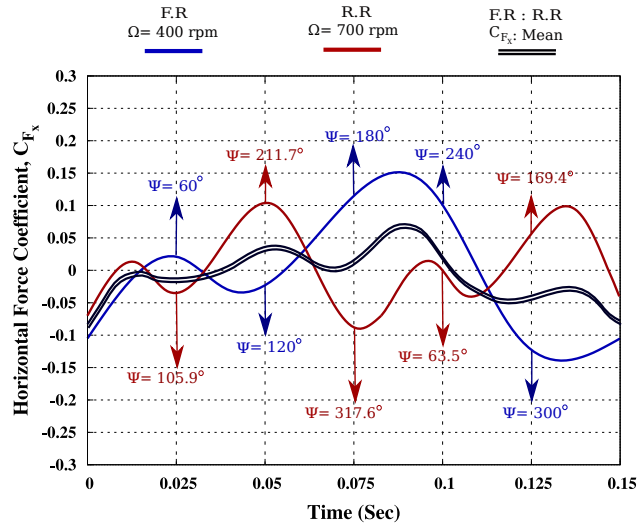 F.R R.R F.R : R.R
Ω= 400 rpm Ω= 700 rpm C_Fx: Mean
0.3
0.25
0.2
0.15
0.1
0.05
0
-0.05
-0.1
-0.15
-0.2
-0.25
-0.3
Horizontal Force Coefficient, C_Fx
Ψ= 180°
Ψ= 211.7° Ψ= 240°
Ψ= 60° Ψ= 169.4°
Ψ= 120° Ψ= 63.5°
Ψ= 105.9°
Ψ= 317.6° Ψ= 300°
0 0.025 0.05 0.075 0.1 0.125 0.15
Time (Sec)